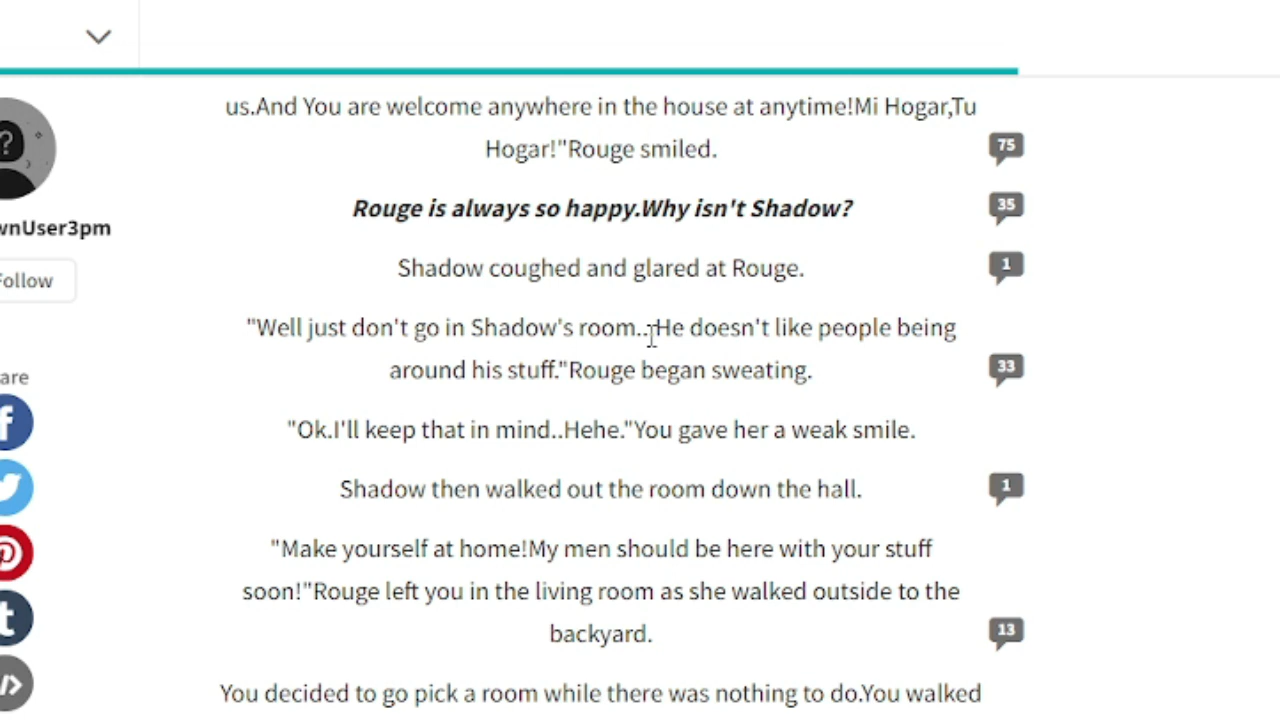 us.And You are welcome anywhere in the house at anytime!Mi Hogar,Tu
Hogar!"Rouge smiled.
75
Rouge is always so happy.Why isn't Shadow?
35
Shadow coughed and glared at Rouge.
1
"Well just don't go in Shadow's room...He doesn't like people being
around his stuff."Rouge began sweating.
33
"Ok.I'll keep that in mind..Hehe."You gave her a weak smile.
Shadow then walked out the room down the hall.
1
"Make yourself at home!My men should be here with your stuff
soon!"Rouge left you in the living room as she walked outside to the
backyard.
13
You decided to go pick a room while there was nothing to do.You walked
?
wnUser3pm
Follow
are